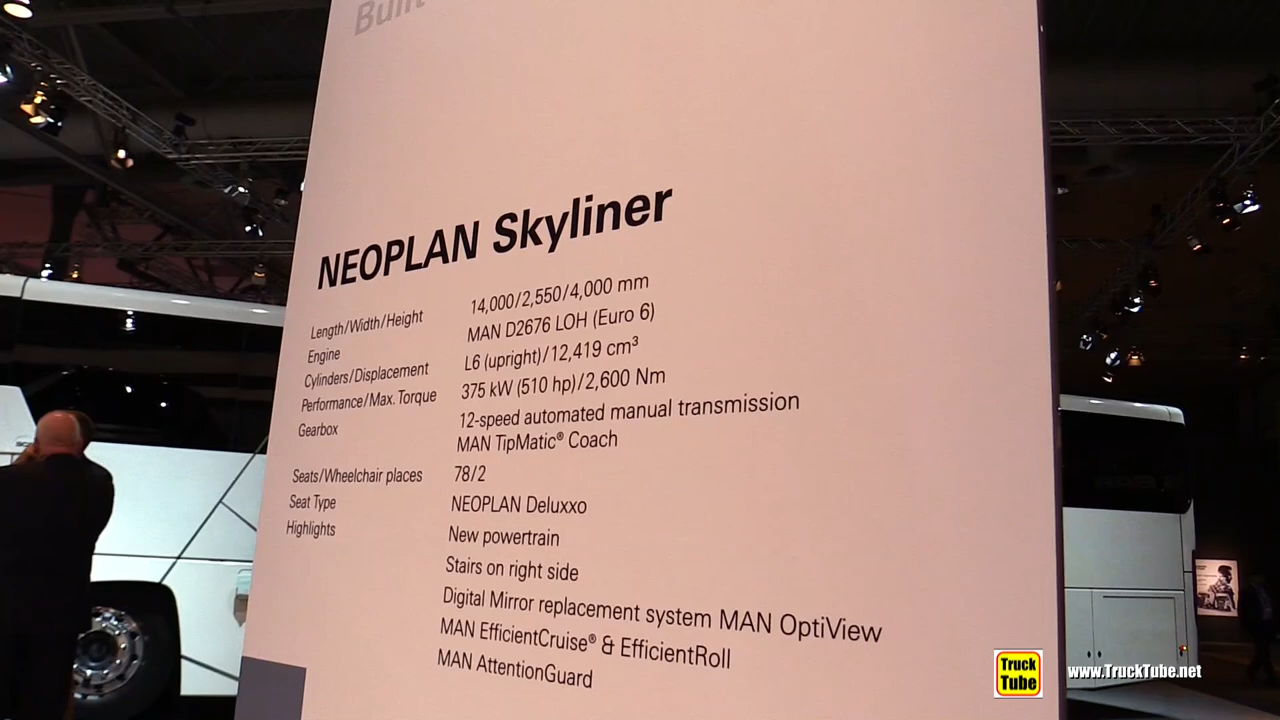 Built
NEOPLAN Skyliner
Length/Width/Height 14,000/2,550/4,000 mm
Engine MAN D2676 LOH (Euro 6)
Cylinders/Displacement L6 (upright)/12,419 cm³
Performance/Max. Torque 375 kW (510 hp)/2,600 Nm
Gearbox 12-speed automated manual transmission
MAN TipMatic® Coach
Seats/Wheelchair places 78/2
Seat Type NEOPLAN Deluxxo
Highlights New powertrain
Stairs on right side
Digital Mirror replacement system MAN OptiView
MAN EfficientCruise® & EfficientRoll
MAN AttentionGuard
Truck
Tube
www.TruckTube.net